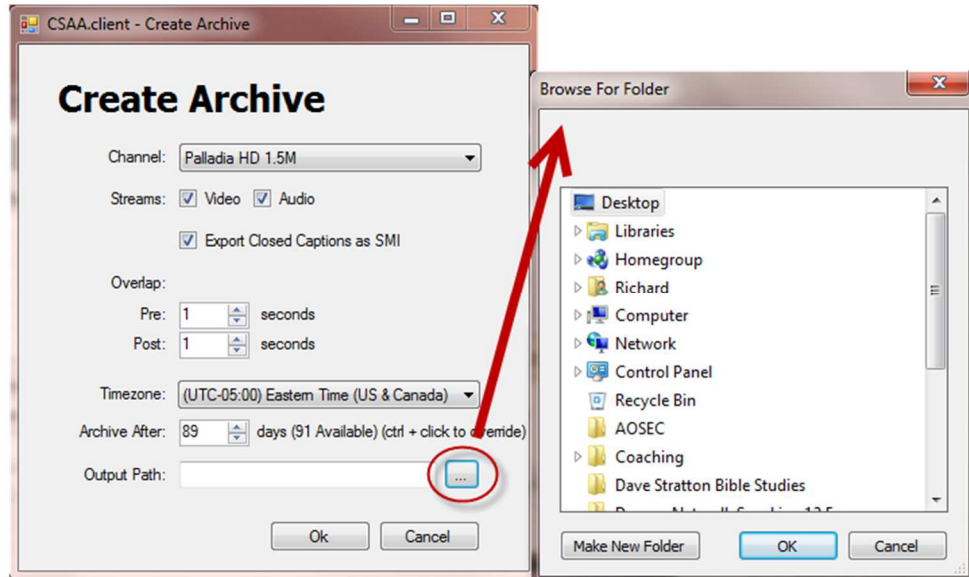 CSAA.client - Create Archive
Create Archive
Channel: Palladia HD 1.5M
Streams: Video Audio
Export Closed Captions as SMI
Overlap:
Pre: 1 seconds
Post: 1 seconds
Timezone: (UTC-05:00) Eastern Time (US & Canada)
Archive After: 89 days (91 Available) (ctrl + click to override)
Output Path: ...
Ok Cancel
Browse For Folder
Desktop
Libraries
Homegroup
Richard
Computer
Network
Control Panel
Recycle Bin
AOSEC
Coaching
Dave Stratton Bible Studies
Make New Folder OK Cancel